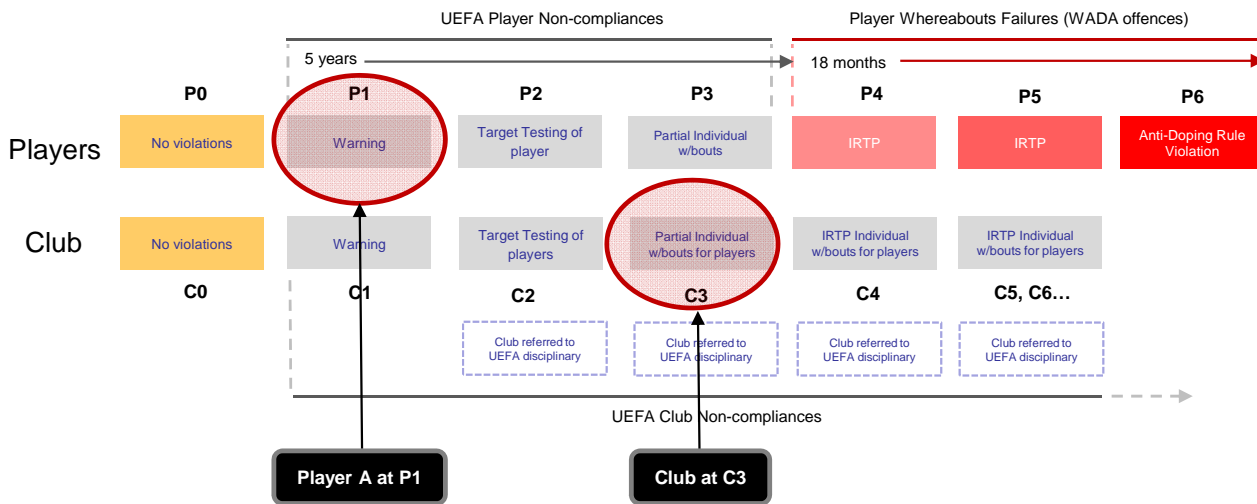 UEFA Player Non-compliances
Player Whereabouts Failures (WADA offences)
5 years
18 months
P0
P1
P2
P3
P4
P5
P6
Players
No violations
Warning
Target Testing of
player
Partial Individual
w/bouts
IRTP
IRTP
Anti-Doping Rule
Violation
Club
No violations
Warning
Target Testing of
players
Partial Individual
w/bouts for players
IRTP Individual
w/bouts for players
IRTP Individual
w/bouts for players
C0
C1
C2
C3
C4
C5, C6…
Club referred to
UEFA disciplinary
Club referred to
UEFA disciplinary
Club referred to
UEFA disciplinary
Club referred to
UEFA disciplinary
UEFA Club Non-compliances
Player A at P1
Club at C3